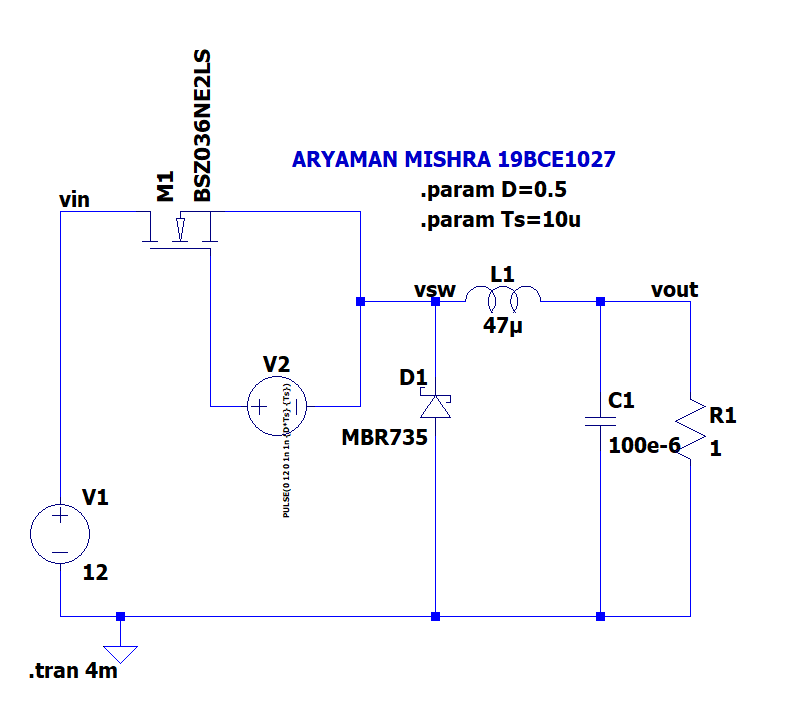 BSZ036NE2LS
M1
ARYAMAN MISHRA 19BCE1027
.param D=0.5
.param Ts=10u
vin
vsw
L1
47µ
vout
V2
PULSE(0 12 0 1n 1n {D*Ts} {Ts})
D1
MBR735
C1
100e-6
R1
1
V1
12
.tran 4m